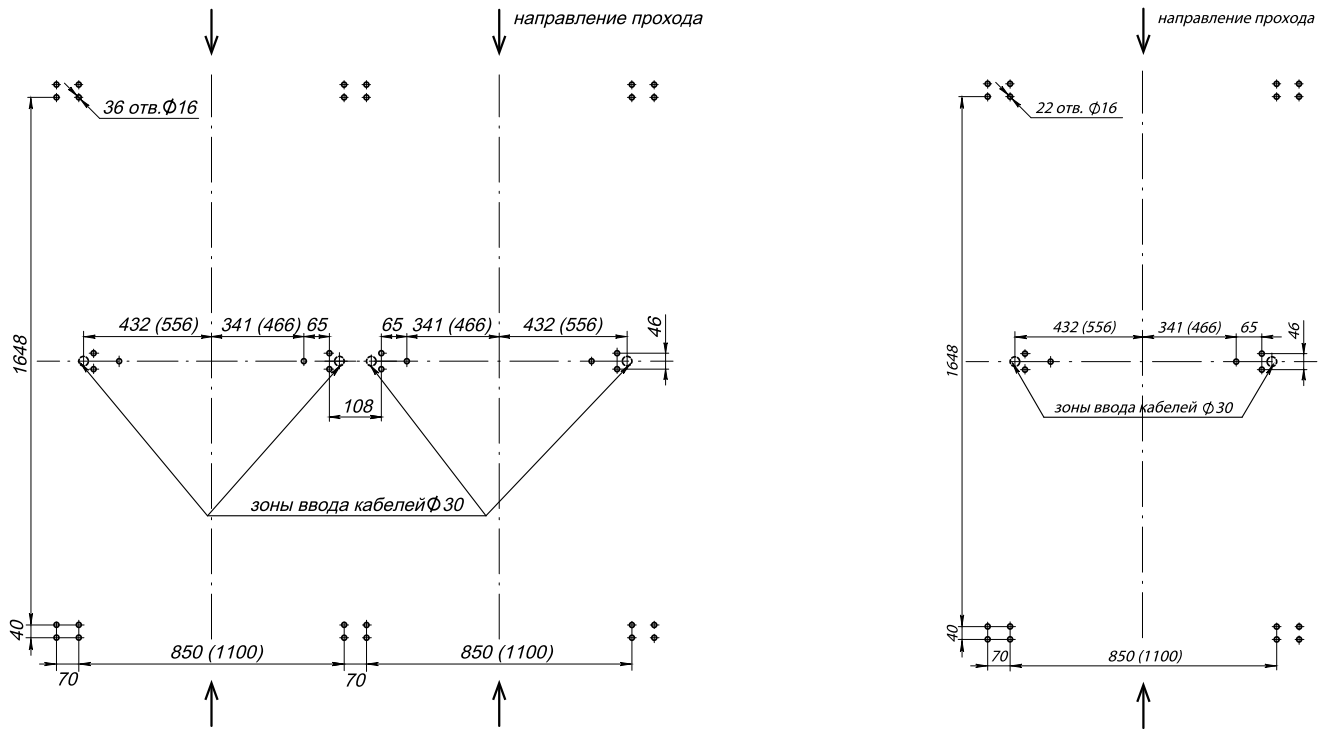 направление прохода
36 отв.Ф16
432 (556) 341 (466) 65 65 341 (466) 432 (556) 46
1648
108
зоны ввода кабелей Ф30
40
850 (1100) 850 (1100)
70 70
направление прохода
22 отв. Ф16
432 (556) 341 (466) 65 46
1648
зоны ввода кабелей Ф30
40
70 850 (1100)